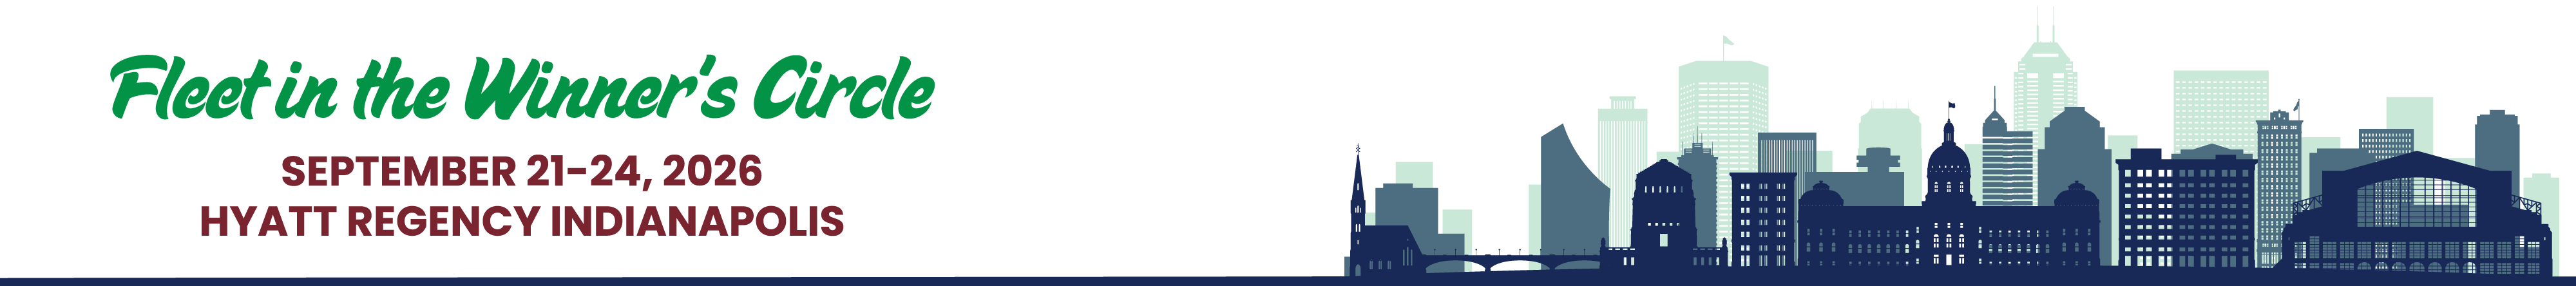 Fleet in the Winner's Circle
SEPTEMBER 21-24, 2026
HYATT REGENCY INDIANAPOLIS